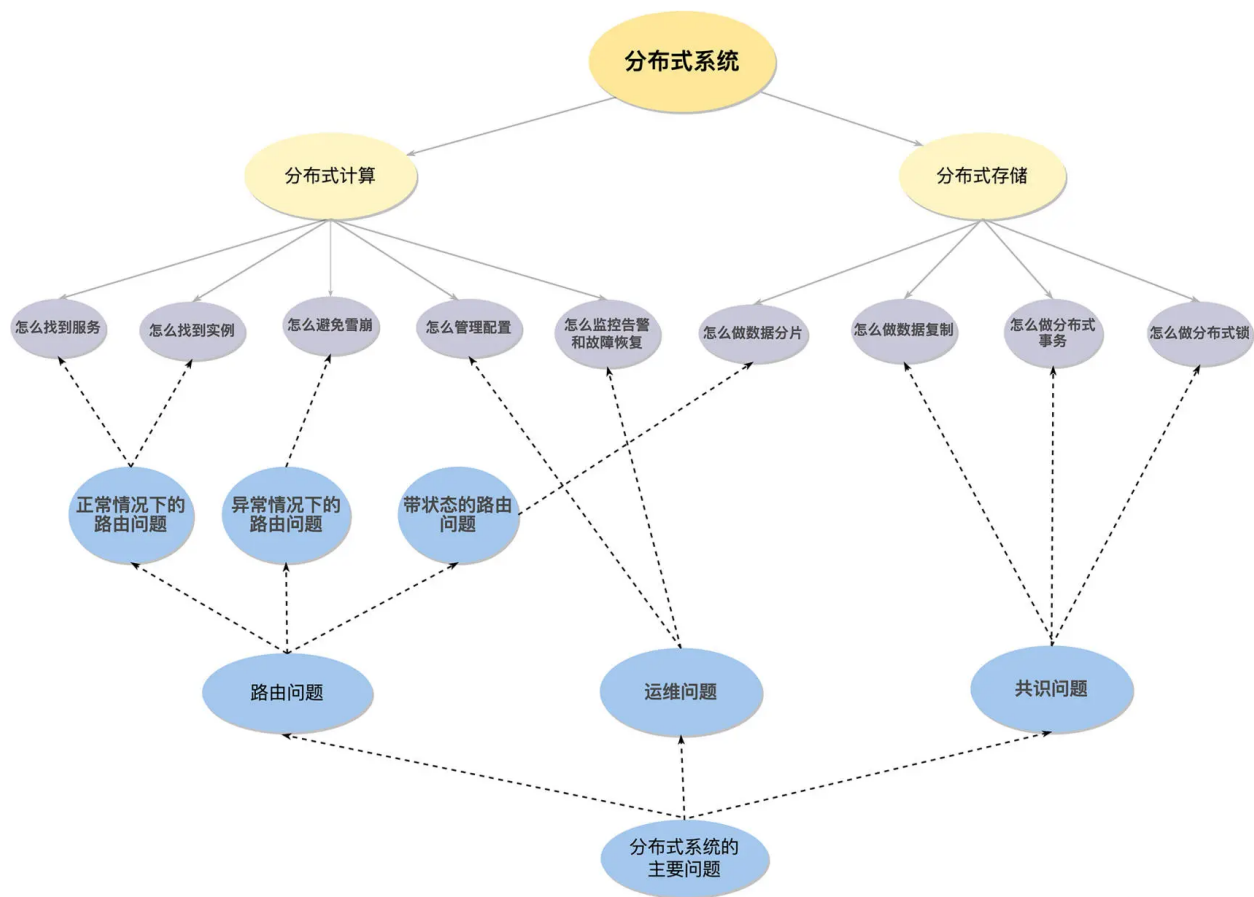 分布式系统
分布式计算
分布式存储
怎么找到服务
怎么找到实例
怎么避免雪崩
怎么管理配置
怎么监控告警
和故障恢复
怎么做数据分片
怎么做数据复制
怎么做分布式
事务
怎么做分布式锁
正常情况下的
路由问题
异常情况下的
路由问题
带状态的路由
问题
路由问题
运维问题
共识问题
分布式系统的
主要问题